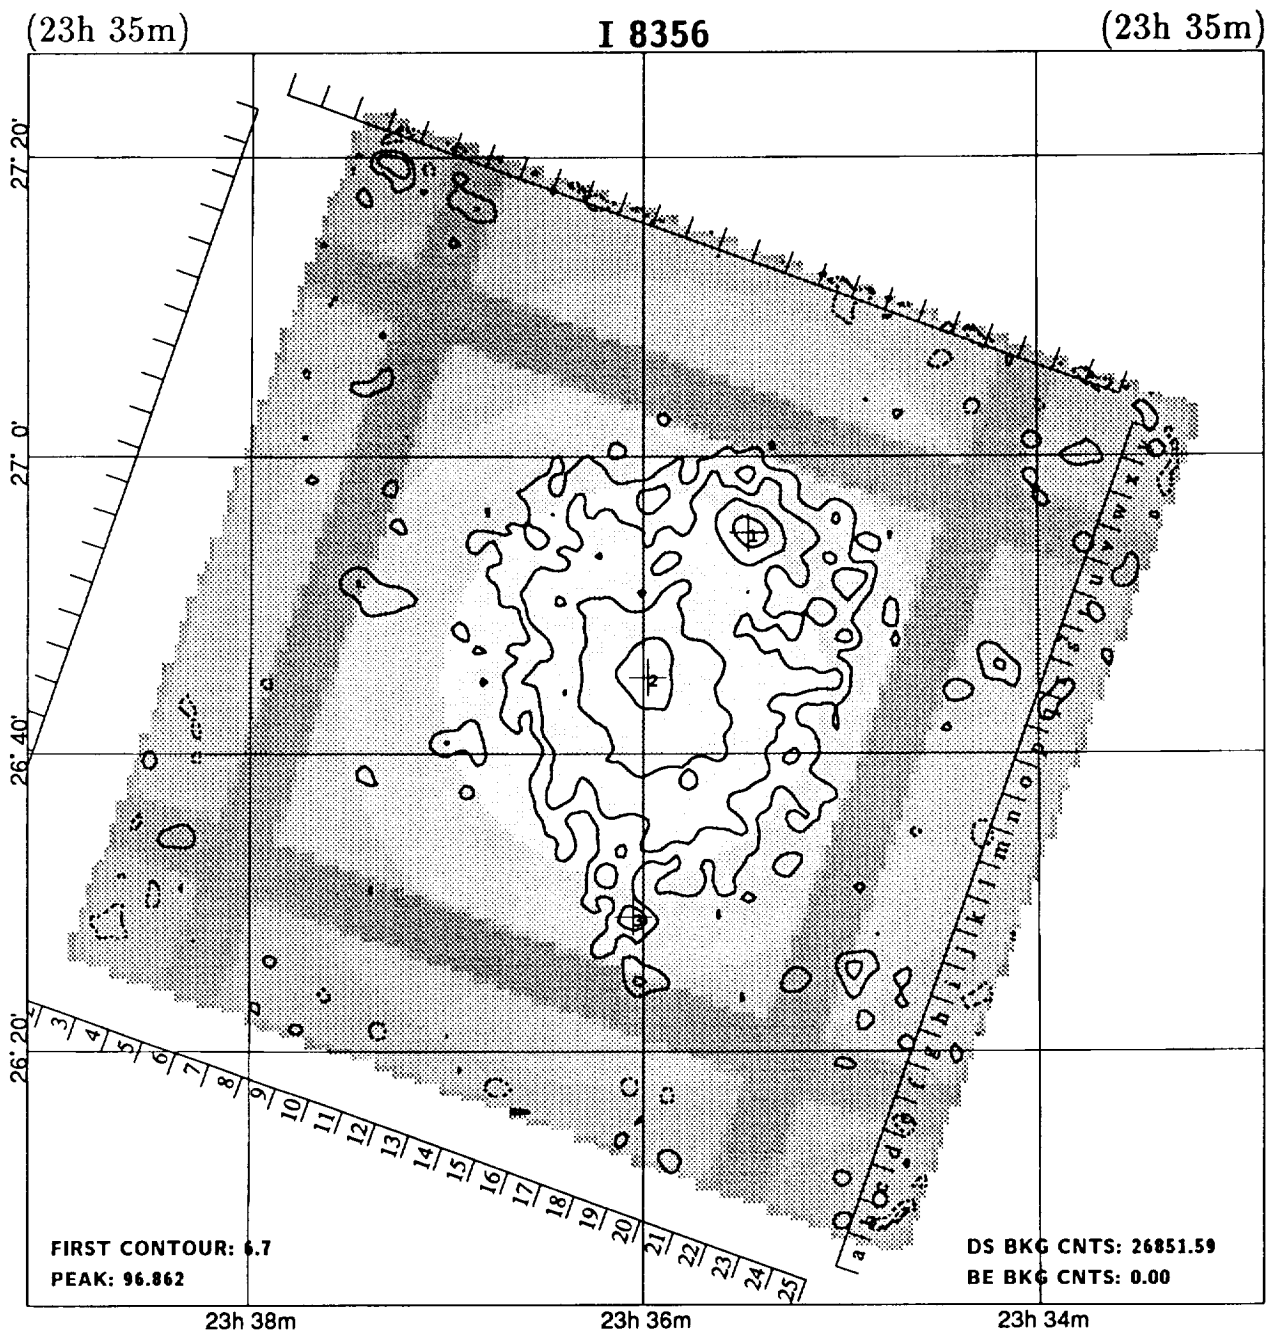 (23h 35m) I 8356 (23h 35m)
27° 20'
27° 0'
26° 40'
26° 20'
1
2
3
3 4 5 6 7 8 9 10 11 12 13 14 15 16 17 18 19 20 21 22 23 24 25
a b c d e f g h i j k l m n o p q r s t u v w z
FIRST CONTOUR: 6.7
PEAK: 96.862
DS BKG CNTS: 26851.59
BE BKG CNTS: 0.00
23h 38m 23h 36m 23h 34m